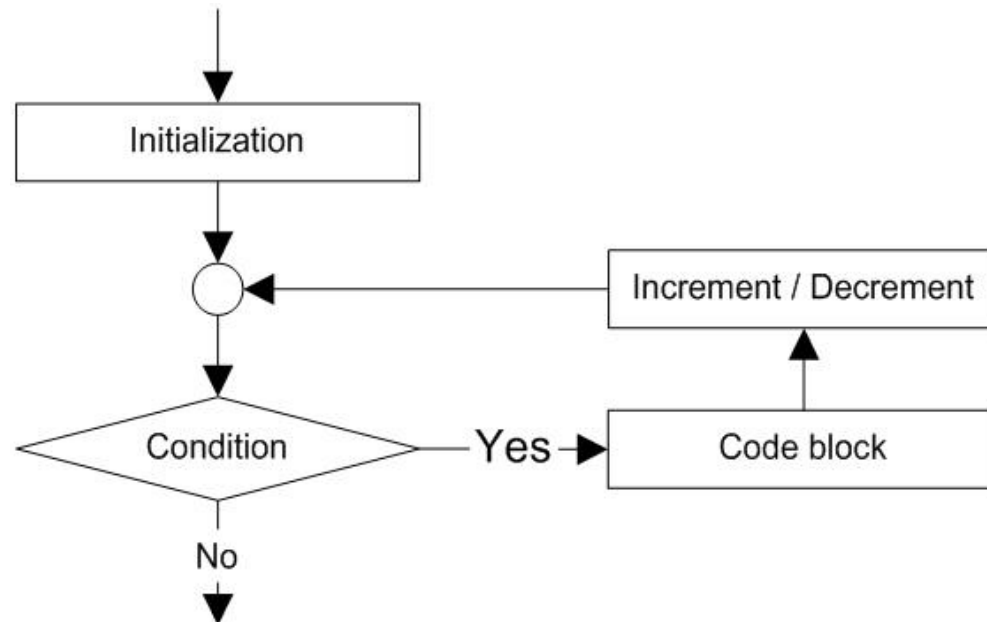 Initialization
Increment / Decrement
Condition
Yes
Code block
No